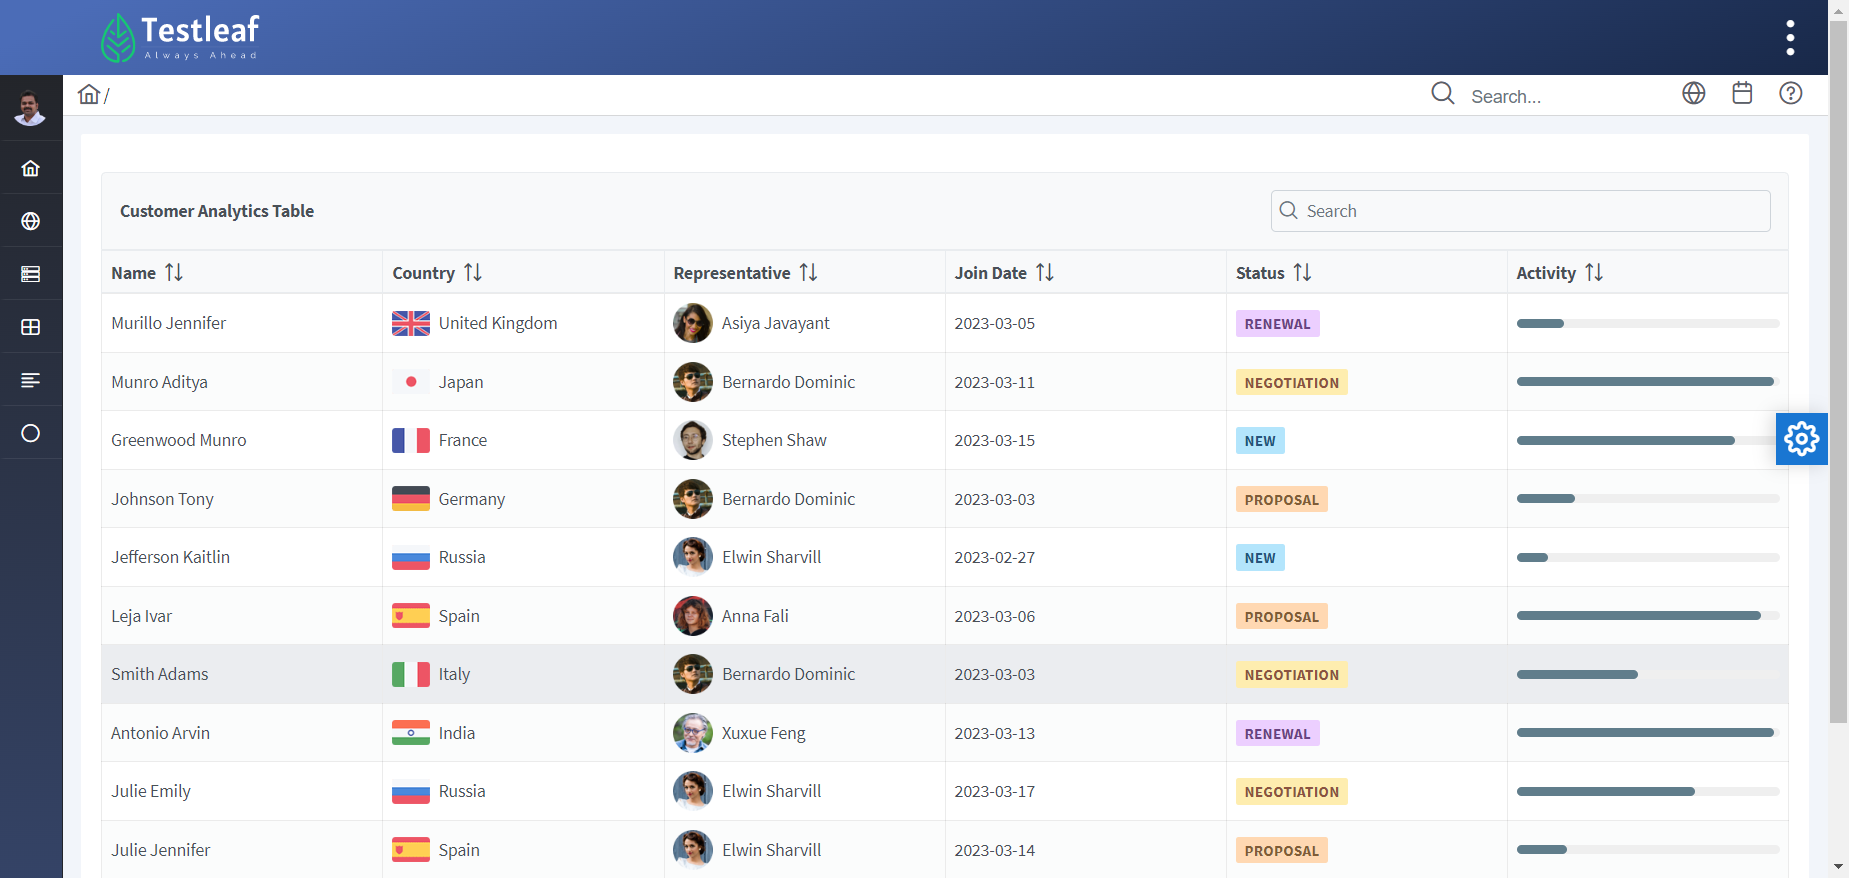 Testleaf
Always Ahead
/
Search...
Customer Analytics Table
Search
Name Country Representative Join Date Status Activity
Murillo Jennifer United Kingdom Asiya Javayant 2023-03-05 RENEWAL
Munro Aditya Japan Bernardo Dominic 2023-03-11 NEGOTIATION
Greenwood Munro France Stephen Shaw 2023-03-15 NEW
Johnson Tony Germany Bernardo Dominic 2023-03-03 PROPOSAL
Jefferson Kaitlin Russia Elwin Sharvill 2023-02-27 NEW
Leja Ivar Spain Anna Fali 2023-03-06 PROPOSAL
Smith Adams Italy Bernardo Dominic 2023-03-03 NEGOTIATION
Antonio Arvin India Xuxue Feng 2023-03-13 RENEWAL
Julie Emily Russia Elwin Sharvill 2023-03-17 NEGOTIATION
Julie Jennifer Spain Elwin Sharvill 2023-03-14 PROPOSAL